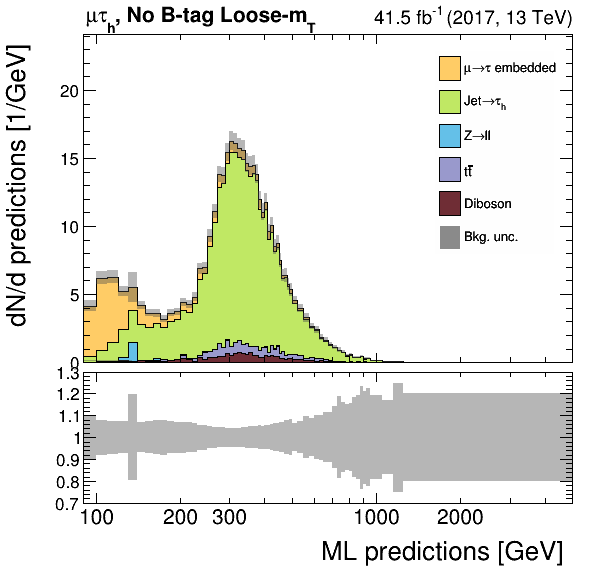 μτh, No B-tag Loose-mT
41.5 fb⁻¹ (2017, 13 TeV)
dN/d predictions [1/GeV]
20
15
10
5
0
μ→τ embedded
Jet→τh
Z→ll
tt̄
Diboson
Bkg. unc.
1.3
1.2
1.1
1
0.9
0.8
0.7
100 200 300 1000 2000
ML predictions [GeV]